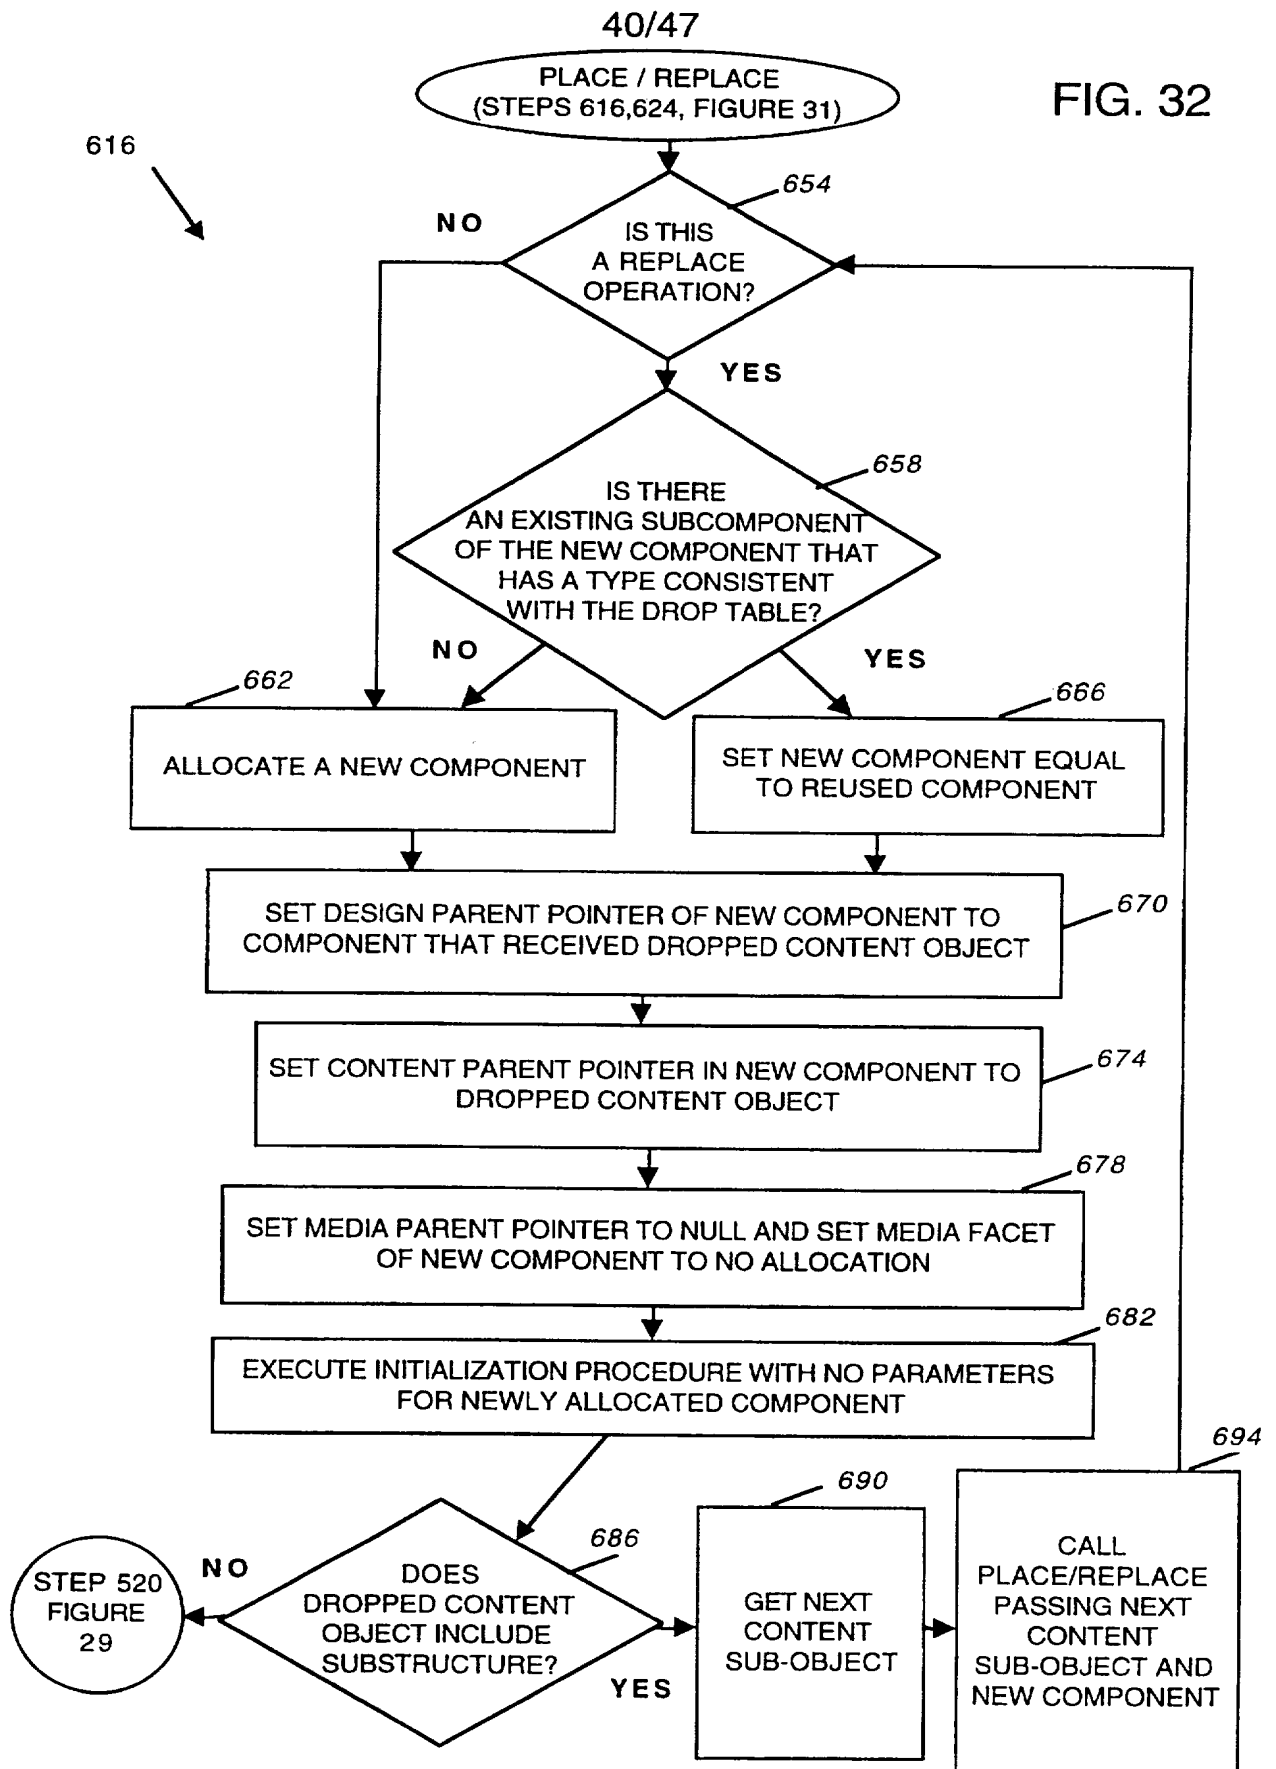 40/47
PLACE / REPLACE
(STEPS 616,624, FIGURE 31)
FIG. 32
616
654
NO
IS THIS
A REPLACE
OPERATION?
YES
658
IS THERE
AN EXISTING SUBCOMPONENT
OF THE NEW COMPONENT THAT
HAS A TYPE CONSISTENT
WITH THE DROP TABLE?
NO
YES
662
ALLOCATE A NEW COMPONENT
666
SET NEW COMPONENT EQUAL
TO REUSED COMPONENT
SET DESIGN PARENT POINTER OF NEW COMPONENT TO
COMPONENT THAT RECEIVED DROPPED CONTENT OBJECT
670
SET CONTENT PARENT POINTER IN NEW COMPONENT TO
DROPPED CONTENT OBJECT
674
678
SET MEDIA PARENT POINTER TO NULL AND SET MEDIA FACET
OF NEW COMPONENT TO NO ALLOCATION
682
EXECUTE INITIALIZATION PROCEDURE WITH NO PARAMETERS
FOR NEWLY ALLOCATED COMPONENT
686
DOES
DROPPED CONTENT
OBJECT INCLUDE
SUBSTRUCTURE?
NO
STEP 520
FIGURE
29
YES
690
GET NEXT
CONTENT
SUB-OBJECT
694
CALL
PLACE/REPLACE
PASSING NEXT
CONTENT
SUB-OBJECT AND
NEW COMPONENT